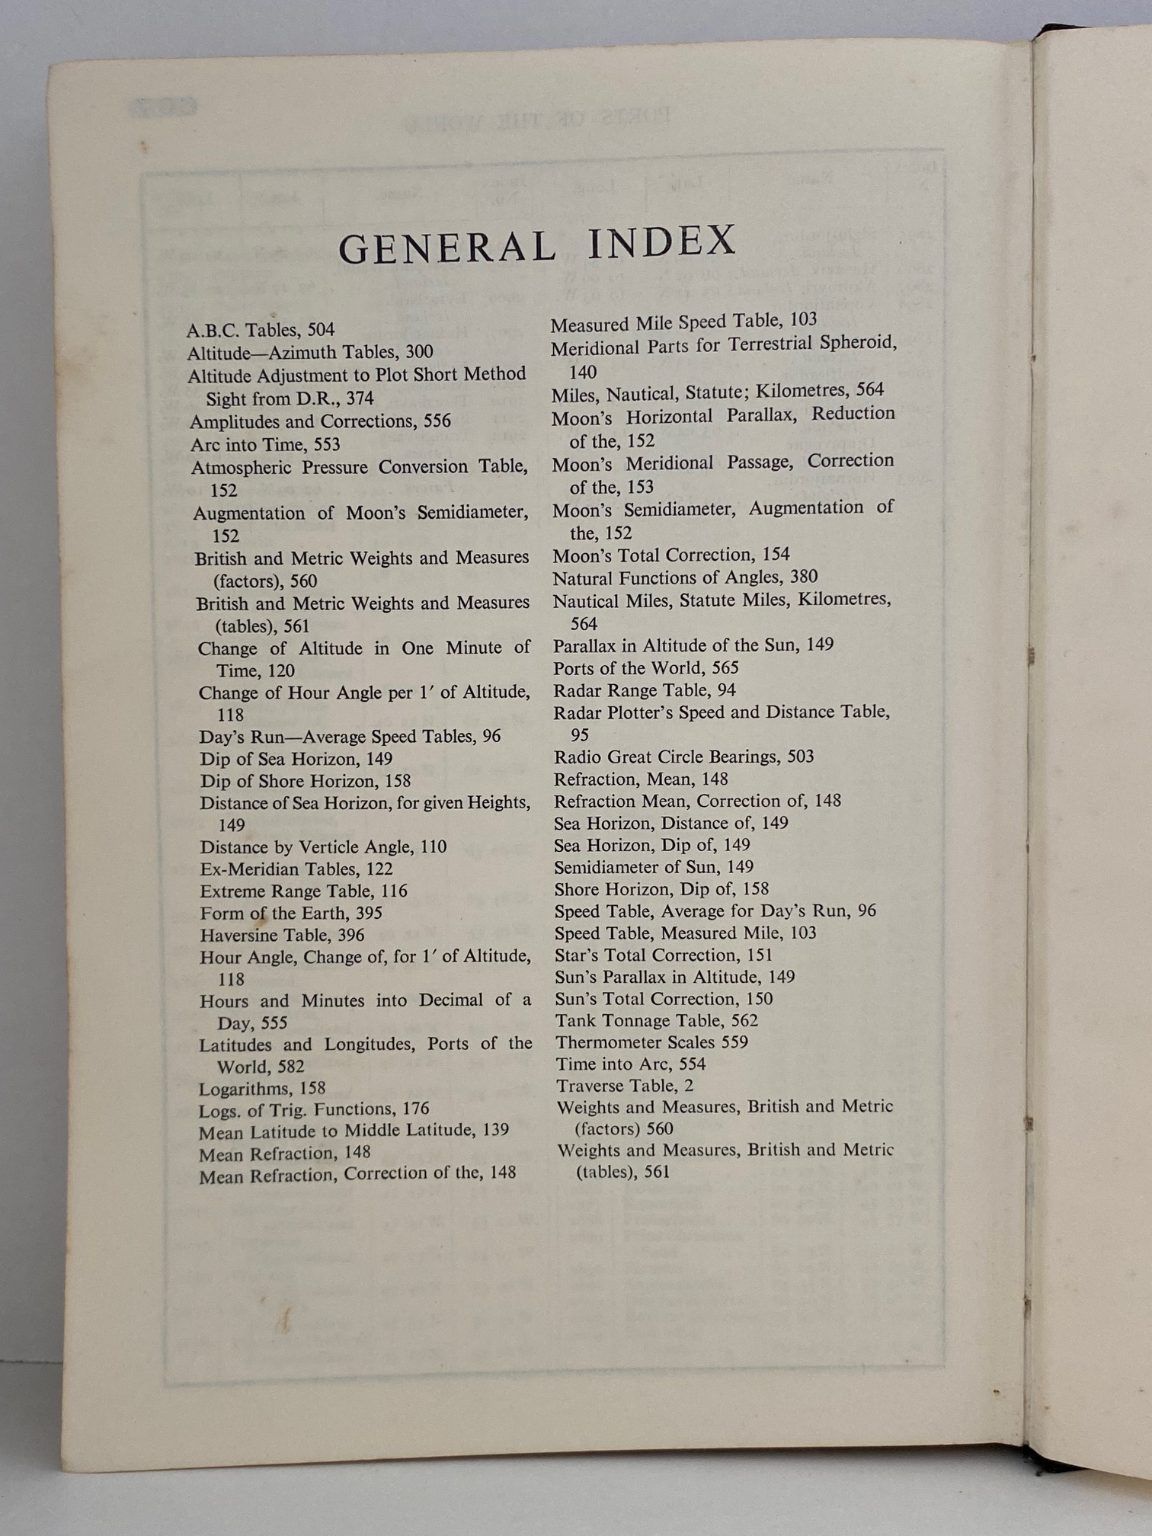 GENERAL INDEX
A.B.C. Tables, 504
Altitude—Azimuth Tables, 300
Altitude Adjustment to Plot Short Method
Sight from D.R., 374
Amplitudes and Corrections, 556
Arc into Time, 553
Atmospheric Pressure Conversion Table,
152
Augmentation of Moon's Semidiameter,
152
British and Metric Weights and Measures
(factors), 560
British and Metric Weights and Measures
(tables), 561
Change of Altitude in One Minute of
Time, 120
Change of Hour Angle per 1′ of Altitude,
118
Day's Run—Average Speed Tables, 96
Dip of Sea Horizon, 149
Dip of Shore Horizon, 158
Distance of Sea Horizon, for given Heights,
149
Distance by Verticle Angle, 110
Ex-Meridian Tables, 122
Extreme Range Table, 116
Form of the Earth, 395
Haversine Table, 396
Hour Angle, Change of, for 1′ of Altitude,
118
Hours and Minutes into Decimal of a
Day, 555
Latitudes and Longitudes, Ports of the
World, 582
Logarithms, 158
Logs. of Trig. Functions, 176
Mean Latitude to Middle Latitude, 139
Mean Refraction, 148
Mean Refraction, Correction of the, 148
Measured Mile Speed Table, 103
Meridional Parts for Terrestrial Spheroid,
140
Miles, Nautical, Statute; Kilometres, 564
Moon's Horizontal Parallax, Reduction
of the, 152
Moon's Meridional Passage, Correction
of the, 153
Moon's Semidiameter, Augmentation of
the, 152
Moon's Total Correction, 154
Natural Functions of Angles, 380
Nautical Miles, Statute Miles, Kilometres,
564
Parallax in Altitude of the Sun, 149
Ports of the World, 565
Radar Range Table, 94
Radar Plotter's Speed and Distance Table,
95
Radio Great Circle Bearings, 503
Refraction, Mean, 148
Refraction Mean, Correction of, 148
Sea Horizon, Distance of, 149
Sea Horizon, Dip of, 149
Semidiameter of Sun, 149
Shore Horizon, Dip of, 158
Speed Table, Average for Day's Run, 96
Speed Table, Measured Mile, 103
Star's Total Correction, 151
Sun's Parallax in Altitude, 149
Sun's Total Correction, 150
Tank Tonnage Table, 562
Thermometer Scales 559
Time into Arc, 554
Traverse Table, 2
Weights and Measures, British and Metric
(factors) 560
Weights and Measures, British and Metric
(tables), 561